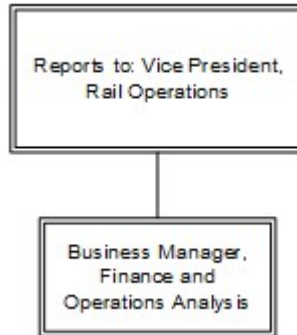 Reports to: Vice President,
Rail Operations
Business Manager,
Finance and
Operations Analysis